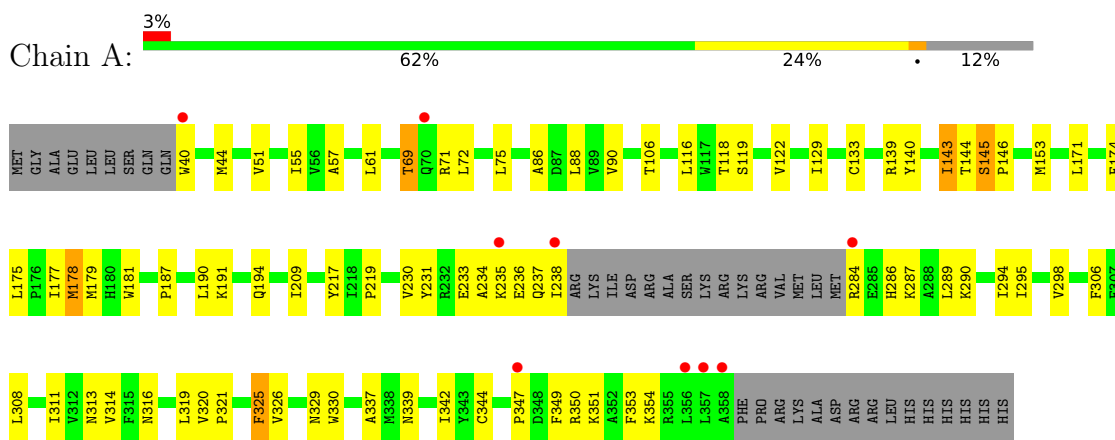 3%
Chain A:
62% 24% • 12%
MET GLY ALA GLU LEU LEU SER GLN GLN W40 M44 V51 I55 V56 A57 L61 T69 Q70 R71 L72 L75 A86 D87 L88 V89 V90 T106 L116 W117 T118 S119 V122 I129 C133 R139 Y140 I143 T144 S145 P146 M153 L171 E174
L175 P176 I177 M178 M179 H180 W181 P187 L190 K191 Q194 I209 Y217 I218 P219 V230 Y231 R232 E233 A234 K235 E236 Q237 I238 ARG LYS ILE ASP ARG ALA SER LYS ARG LYS ARG VAL MET LEU MET R284 E285 H286 K287 A288 L289 K290 I294 I295 V298 F306 E307
L308 I311 V312 N313 V314 F315 N316 L319 V320 P321 F325 V326 N329 W330 A337 M338 N339 I342 Y343 C344 P347 D348 F349 R350 K351 A352 F353 K354 R355 L356 L357 A358 PHE PRO ARG LYS ALA ASP ARG ARG LEU HIS HIS HIS HIS HIS HIS